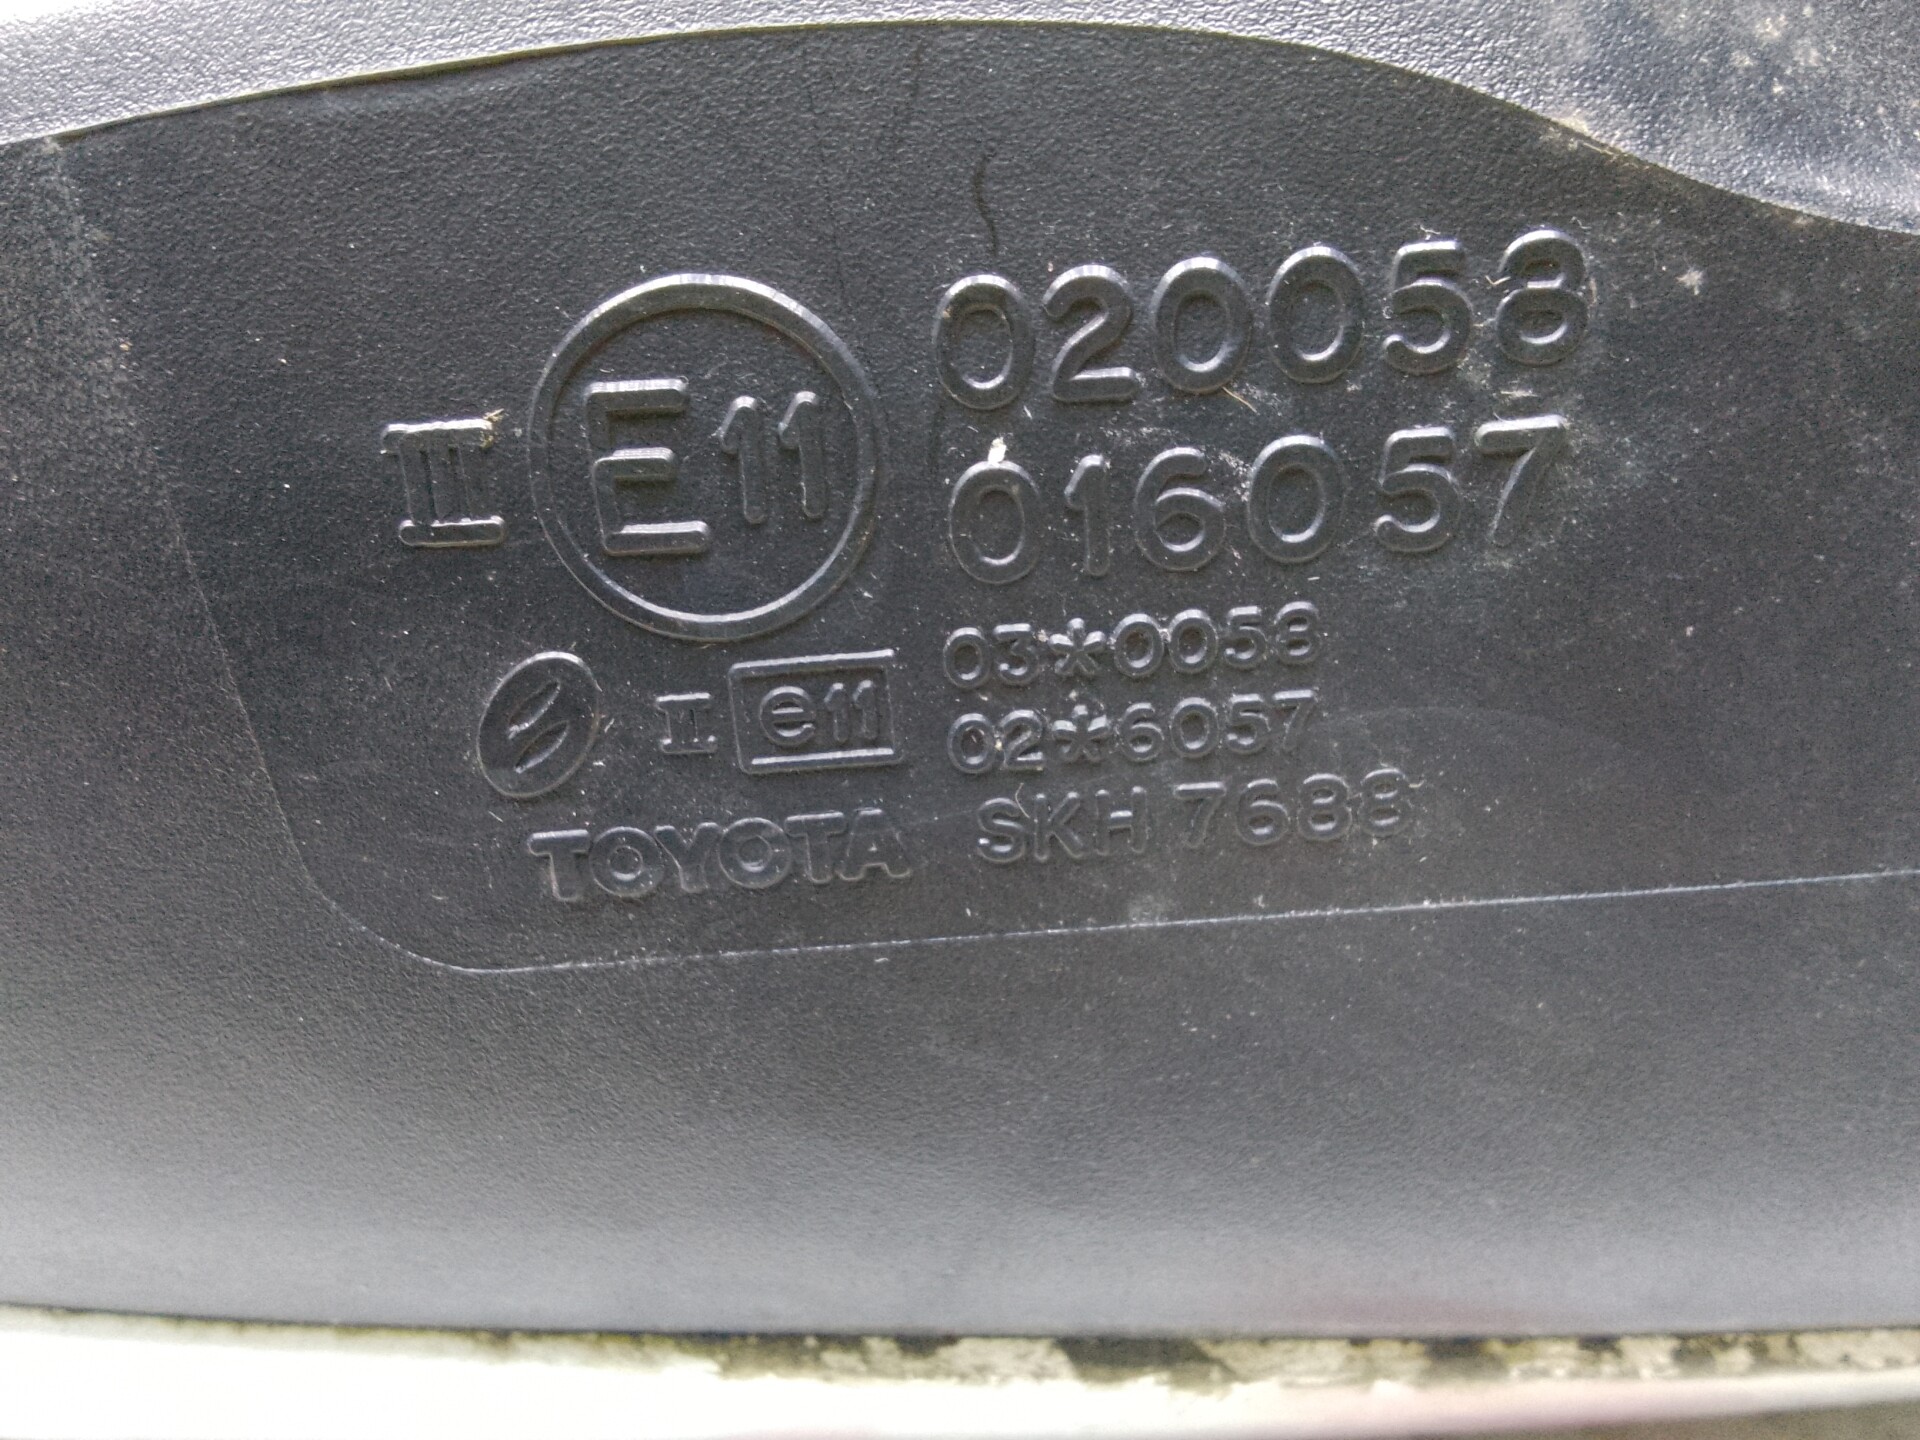 III E11 020058
016057
II e11 03*0058
02*6057
TOYOTA SKH 7688